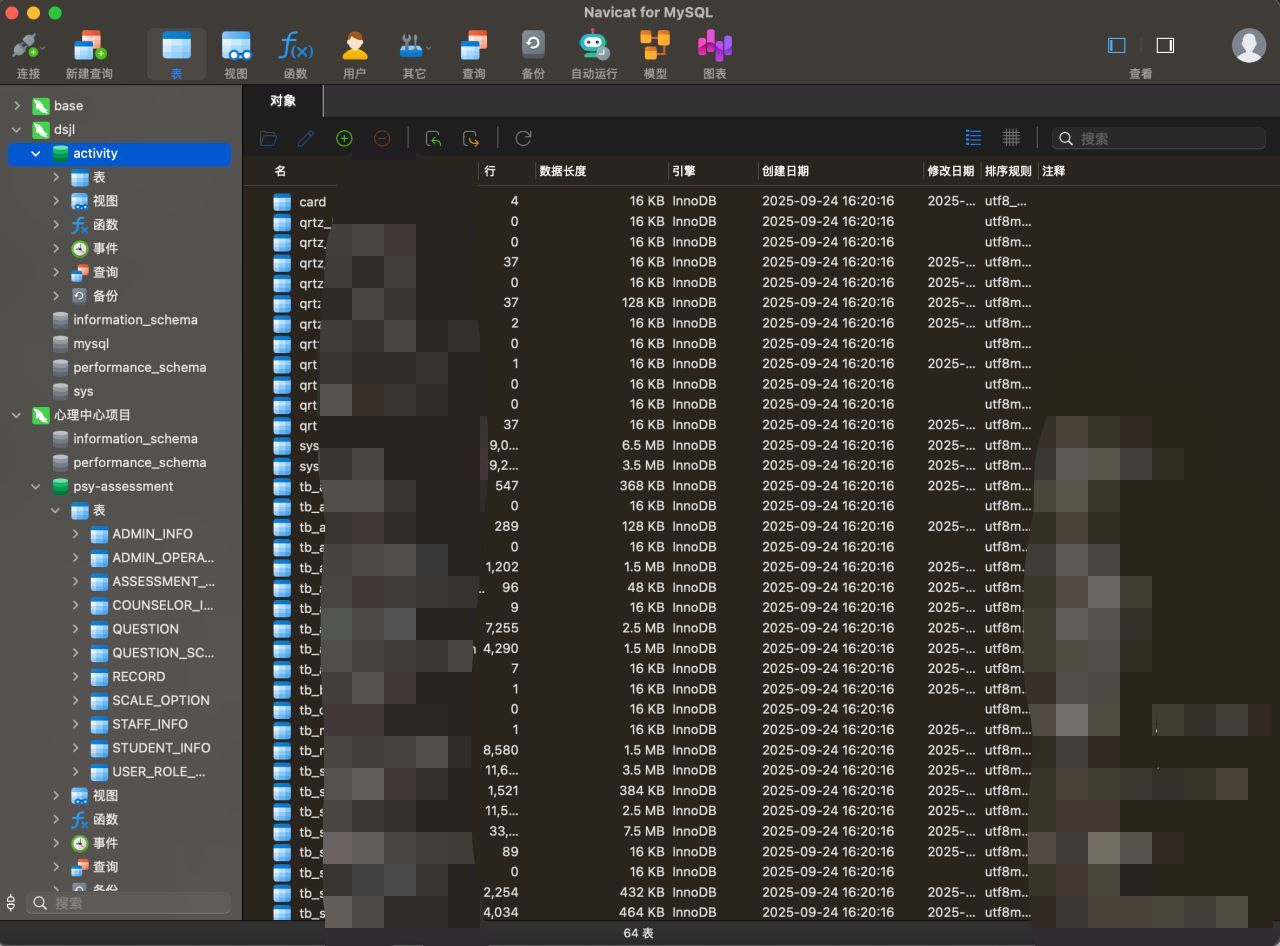 Navicat for MySQL
连接 新建查询 表 视图 函数 用户 其它 查询 备份 自动运行 模型 图表 查看
对象
搜索
base
dsjl
activity
表
视图
函数
事件
查询
备份
information_schema
mysql
performance_schema
sys
心理中心项目
information_schema
performance_schema
psy-assessment
表
ADMIN_INFO
ADMIN_OPERA...
ASSESSMENT_...
COUNSELOR_I...
QUESTION
QUESTION_SC...
RECORD
SCALE_OPTION
STAFF_INFO
STUDENT_INFO
USER_ROLE_...
视图
函数
事件
查询
备份
搜索
名 行 数据长度 引擎 创建日期 修改日期 排序规则 注释
card 4 16 KB InnoDB 2025-09-24 16:20:16 2025-... utf8_...
qrtz_ 0 16 KB InnoDB 2025-09-24 16:20:16 utf8m...
qrtz_ 0 16 KB InnoDB 2025-09-24 16:20:16 utf8m...
qrtz 37 16 KB InnoDB 2025-09-24 16:20:16 2025-... utf8m...
qrtz 0 16 KB InnoDB 2025-09-24 16:20:16 utf8m...
qrtz 37 128 KB InnoDB 2025-09-24 16:20:16 2025-... utf8m...
qrtz 2 16 KB InnoDB 2025-09-24 16:20:16 2025-... utf8m...
qrt 0 16 KB InnoDB 2025-09-24 16:20:16 utf8m...
qrt 1 16 KB InnoDB 2025-09-24 16:20:16 2025-... utf8m...
qrt 0 16 KB InnoDB 2025-09-24 16:20:16 utf8m...
qrt 0 16 KB InnoDB 2025-09-24 16:20:16 utf8m...
qrt 37 16 KB InnoDB 2025-09-24 16:20:16 2025-... utf8m...
sys 9,0... 6.5 MB InnoDB 2025-09-24 16:20:16 2025-... utf8m...
sys 9,2... 3.5 MB InnoDB 2025-09-24 16:20:16 2025-... utf8m...
tb_a 547 368 KB InnoDB 2025-09-24 16:20:16 2025-... utf8m...
tb_a 0 16 KB InnoDB 2025-09-24 16:20:16 utf8m...
tb_a 289 128 KB InnoDB 2025-09-24 16:20:16 2025-... utf8m...
tb_a 0 16 KB InnoDB 2025-09-24 16:20:16 utf8m...
tb_a 1,202 1.5 MB InnoDB 2025-09-24 16:20:16 2025-... utf8m...
tb_a .. 96 48 KB InnoDB 2025-09-24 16:20:16 2025-... utf8m...
tb_a 9 16 KB InnoDB 2025-09-24 16:20:16 2025-... utf8m...
tb_a 7,255 2.5 MB InnoDB 2025-09-24 16:20:16 2025-... utf8m.
tb_a 4,290 1.5 MB InnoDB 2025-09-24 16:20:16 2025-... utf8m.
tb_a 7 16 KB InnoDB 2025-09-24 16:20:16 2025-... utf8m.
tb_b 1 16 KB InnoDB 2025-09-24 16:20:16 2025-... utf8m..
tb_c 0 16 KB InnoDB 2025-09-24 16:20:16 utf8m..
tb_r 1 16 KB InnoDB 2025-09-24 16:20:16 2025-... utf8m...
tb_r 8,580 1.5 MB InnoDB 2025-09-24 16:20:16 2025-... utf8m...
tb_s 11,6... 3.5 MB InnoDB 2025-09-24 16:20:16 2025-... utf8m...
tb_s 1,521 384 KB InnoDB 2025-09-24 16:20:16 2025-... utf8m...
tb_s 11,5... 2.5 MB InnoDB 2025-09-24 16:20:16 2025-... utf8m...
tb_s 33,... 7.5 MB InnoDB 2025-09-24 16:20:16 2025-... utf8m...
tb_s 89 16 KB InnoDB 2025-09-24 16:20:16 2025-... utf8m...
tb_s 0 16 KB InnoDB 2025-09-24 16:20:16 utf8m...
tb_s 2,254 432 KB InnoDB 2025-09-24 16:20:16 2025-... utf8m...
tb_s 4,034 464 KB InnoDB 2025-09-24 16:20:16 2025-... utf8m...
64 表